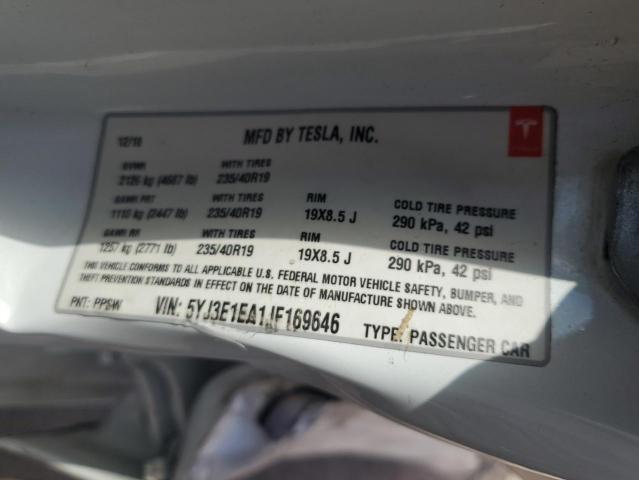 12/18 MFD BY TESLA, INC.
GVWR WITH TIRES
2126 kg (4687 lb) 235/40R19
GAWR FRT WITH TIRES RIM COLD TIRE PRESSURE
1110 kg (2447 lb) 235/40R19 19X8.5 J 290 kPa, 42 psi
GAWR RR WITH TIRES RIM COLD TIRE PRESSURE
1257 kg (2771 lb) 235/40R19 19X8.5 J 290 kPa, 42 psi
THIS VEHICLE CONFORMS TO ALL APPLICABLE U.S. FEDERAL MOTOR VEHICLE SAFETY, BUMPER, AND
THEFT PREVENTION STANDARDS IN EFFECT ON THE DATE OF MANUFACTURE SHOWN ABOVE.
PNT: PPSW VIN: 5YJ3E1EA1JF169646 TYPE: PASSENGER CAR
TESLA